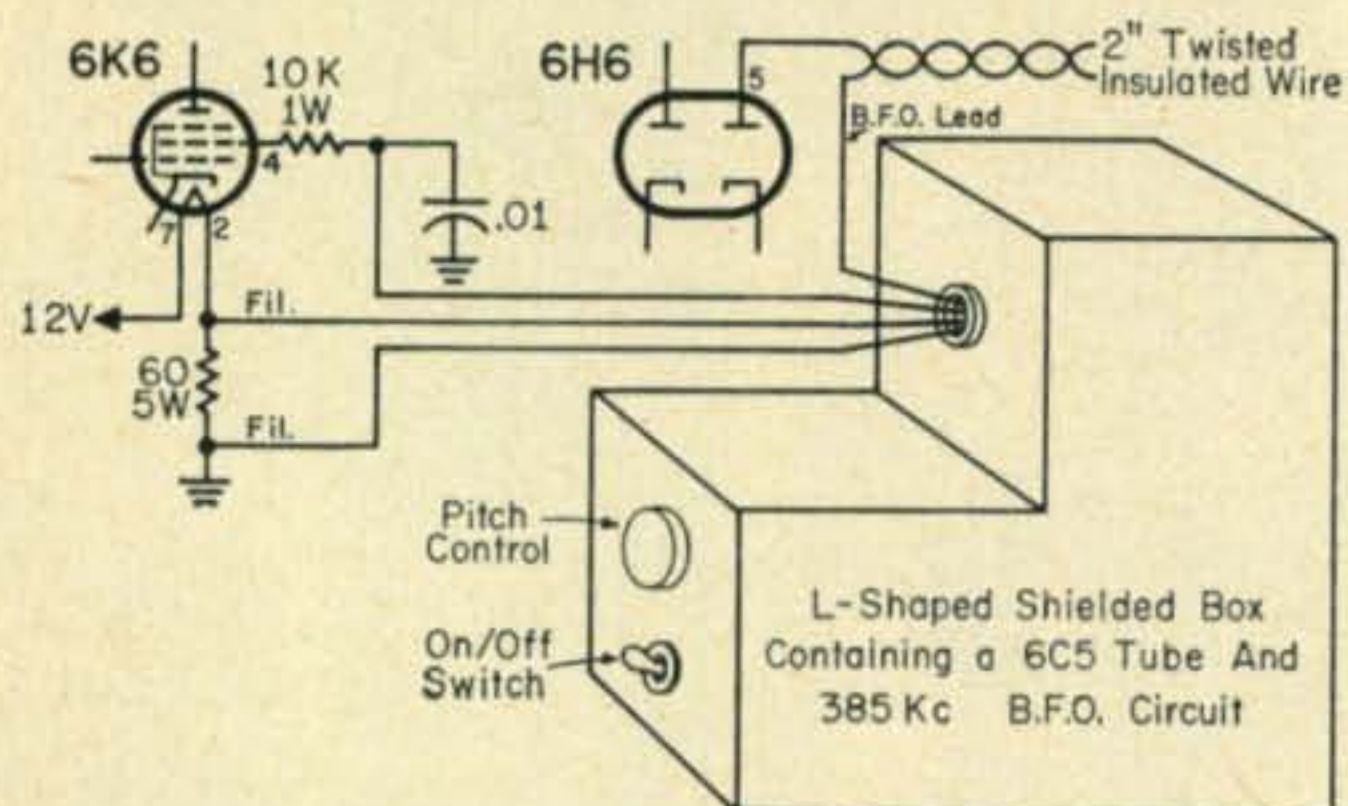 6K6
10 K
1W
4
7
2
.01
12V
Fil.
60
5W
Fil.
6H6
5
2" Twisted
Insulated Wire
B.F.O. Lead
Pitch
Control
On/Off
Switch
L-Shaped Shielded Box
Containing a 6C5 Tube And
385 Kc B.F.O. Circuit